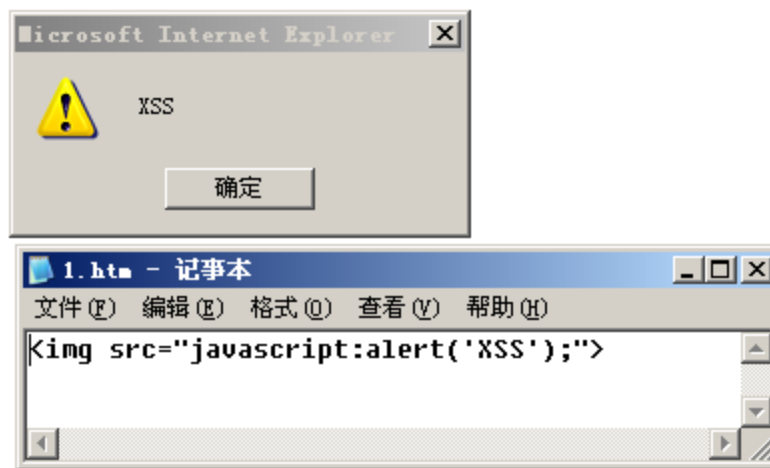 Microsoft Internet Explorer
XSS
确定
1.htm - 记事本
文件(F) 编辑(E) 格式(O) 查看(V) 帮助(H)
<img src="javascript:alert('XSS');">